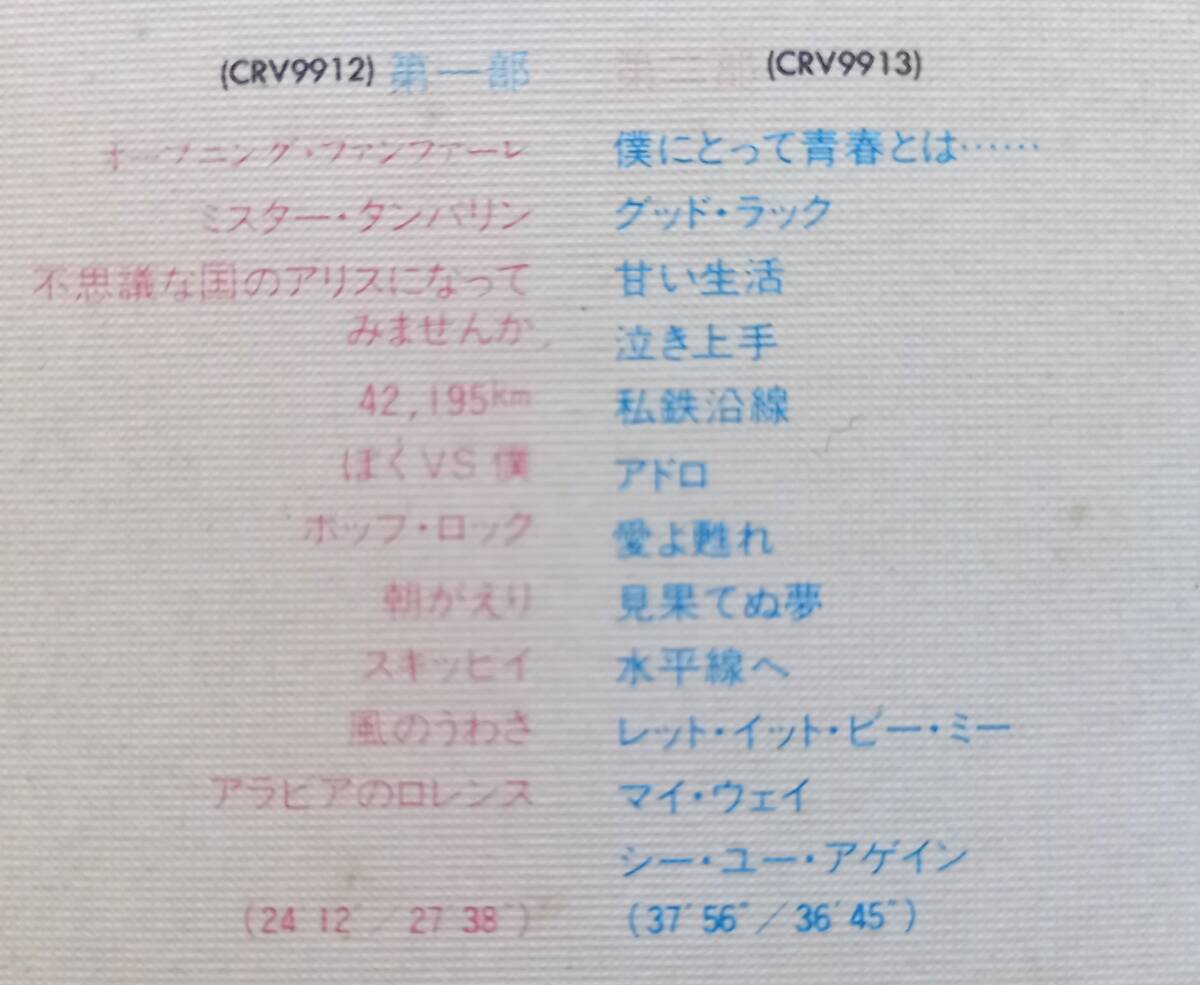 (CRV9912) 第一部
オープニング・ファンファーレ
ミスター・タンバリン
不思議な国のアリスになって
みませんか
42,195km
ぼくVS僕
ポップ・ロック
朝がえり
スキッピイ
風のうわさ
アラビアのロレンス
(24′12″／27′38″)
第二部 (CRV9913)
僕にとって青春とは……
グッド・ラック
甘い生活
泣き上手
私鉄沿線
アドロ
愛よ甦れ
見果てぬ夢
水平線へ
レット・イット・ビー・ミー
マイ・ウェイ
シー・ユー・アゲイン
(37′56″／36′45″)